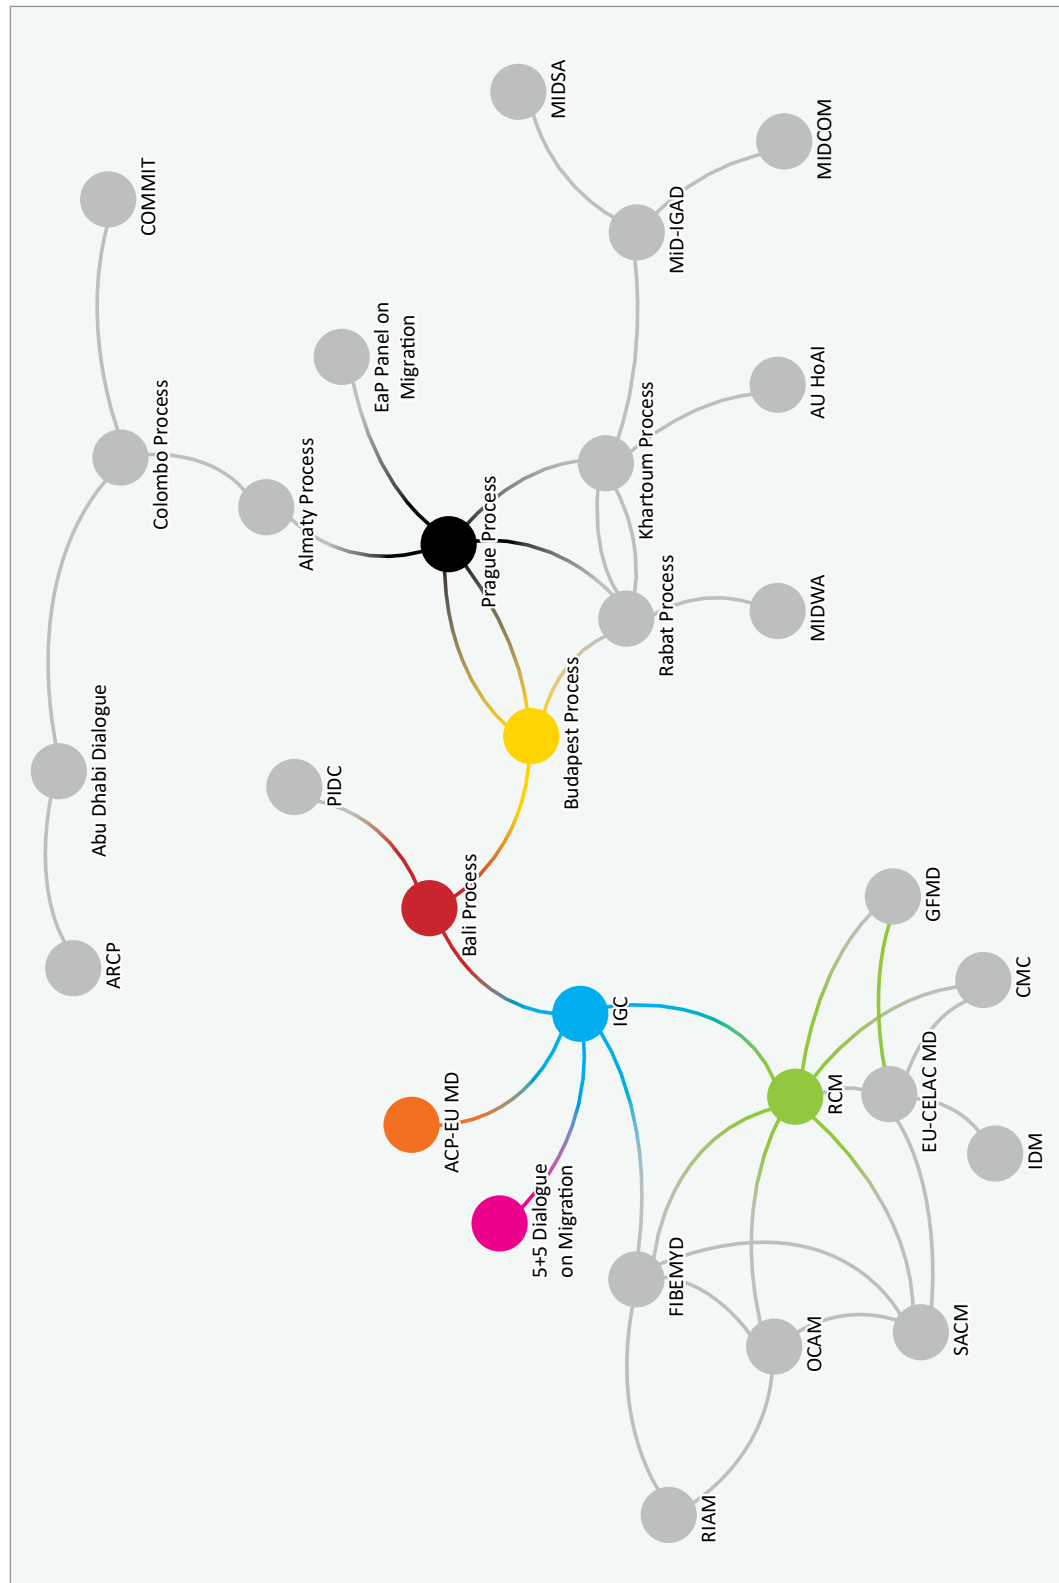 ARCP
Abu Dhabi Dialogue
COMMIT
Colombo Process
Almaty Process
PIDC
EaP Panel on
Migration
ACP-EU MD
Bali Process
Prague Process
5+5 Dialogue
on Migration
MIDSA
Budapest Process
IGC
Khartoum Process
Rabat Process
FIBEMYD
MiD-IGAD
RIAM
OCAM
MIDWA
AU HoAI
MIDCOM
RCM
EU-CELAC MD
GFMD
SACM
CMC
IDM